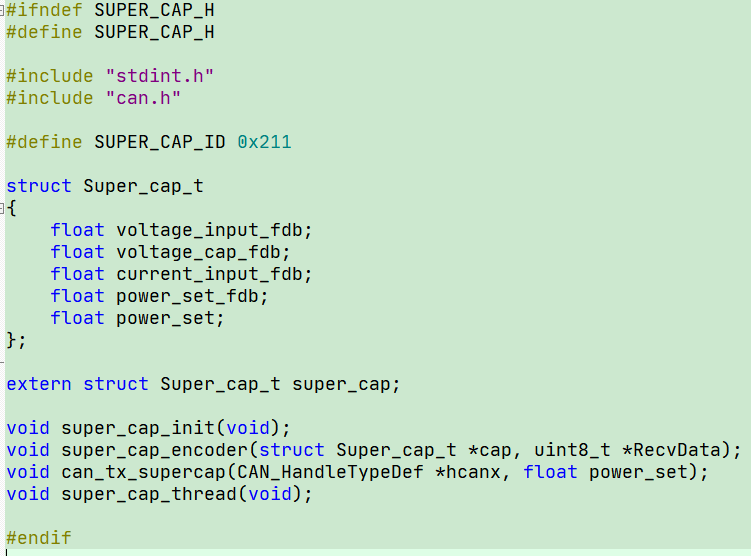 #ifndef SUPER_CAP_H
#define SUPER_CAP_H
#include "stdint.h"
#include "can.h"
#define SUPER_CAP_ID 0x211
struct Super_cap_t
{
    float voltage_input_fdb;
    float voltage_cap_fdb;
    float current_input_fdb;
    float power_set_fdb;
    float power_set;
};
extern struct Super_cap_t super_cap;
void super_cap_init(void);
void super_cap_encoder(struct Super_cap_t *cap, uint8_t *RecvData);
void can_tx_supercap(CAN_HandleTypeDef *hcanx, float power_set);
void super_cap_thread(void);
#endif